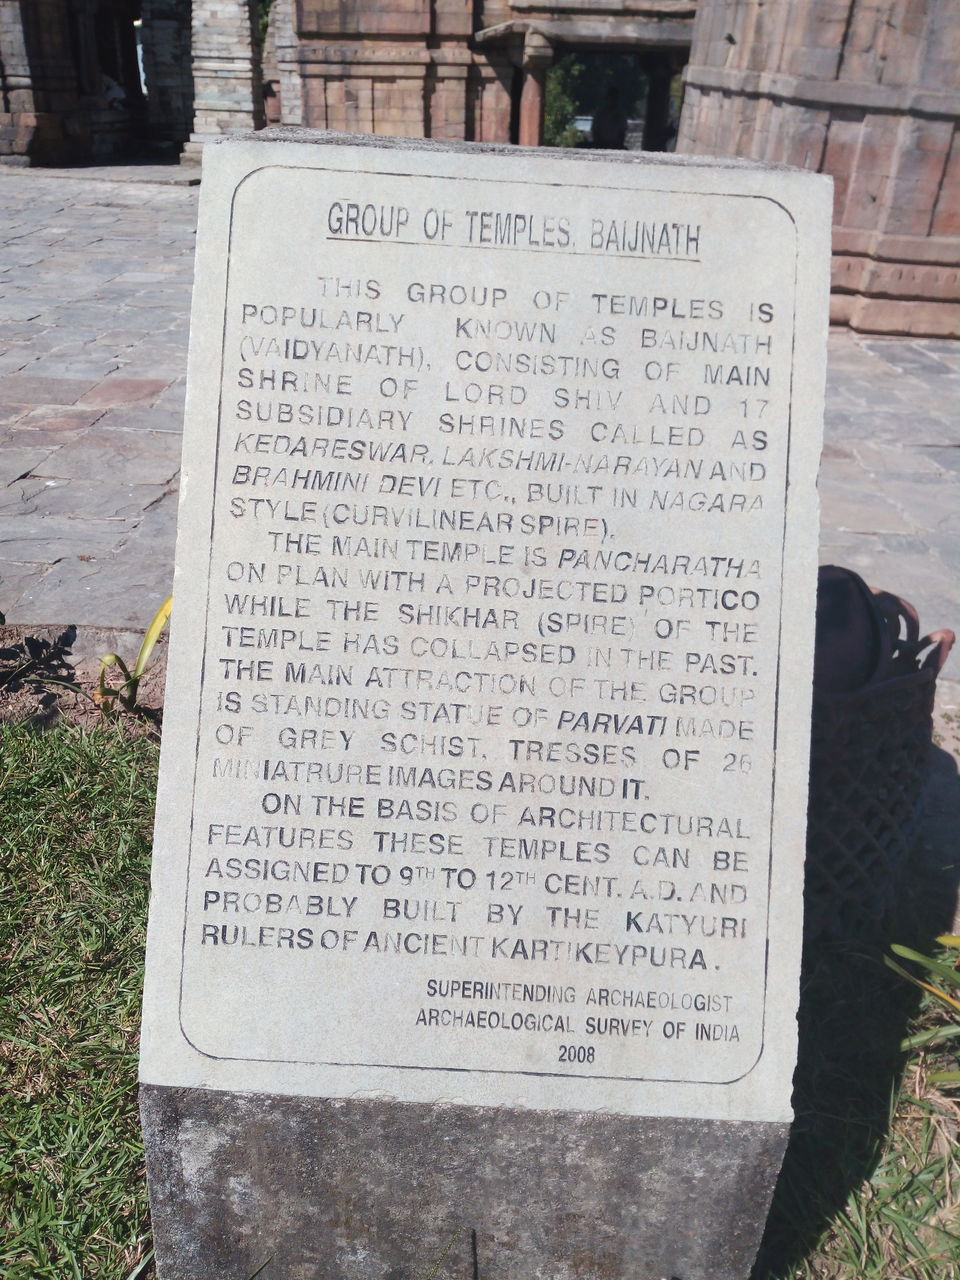 GROUP OF TEMPLES, BAIJNATH
THIS GROUP OF TEMPLES IS
POPULARLY KNOWN AS BAIJNATH
(VAIDYANATH), CONSISTING OF MAIN
SHRINE OF LORD SHIV AND 17
SUBSIDIARY SHRINES CALLED AS
KEDARESWAR, LAKSHMI-NARAYAN AND
BRAHMINI DEVI ETC., BUILT IN NAGARA
STYLE (CURVILINEAR SPIRE).
THE MAIN TEMPLE IS PANCHARATHA
ON PLAN WITH A PROJECTED PORTICO
WHILE THE SHIKHAR (SPIRE) OF THE
TEMPLE HAS COLLAPSED IN THE PAST.
THE MAIN ATTRACTION OF THE GROUP
IS STANDING STATUE OF PARVATI MADE
OF GREY SCHIST, TRESSES OF 26
MINIATRURE IMAGES AROUND IT.
ON THE BASIS OF ARCHITECTURAL
FEATURES THESE TEMPLES CAN BE
ASSIGNED TO 9TH TO 12TH CENT. A.D. AND
PROBABLY BUILT BY THE KATYURI
RULERS OF ANCIENT KARTIKEYPURA.
SUPERINTENDING ARCHAEOLOGIST
ARCHAEOLOGICAL SURVEY OF INDIA
2008